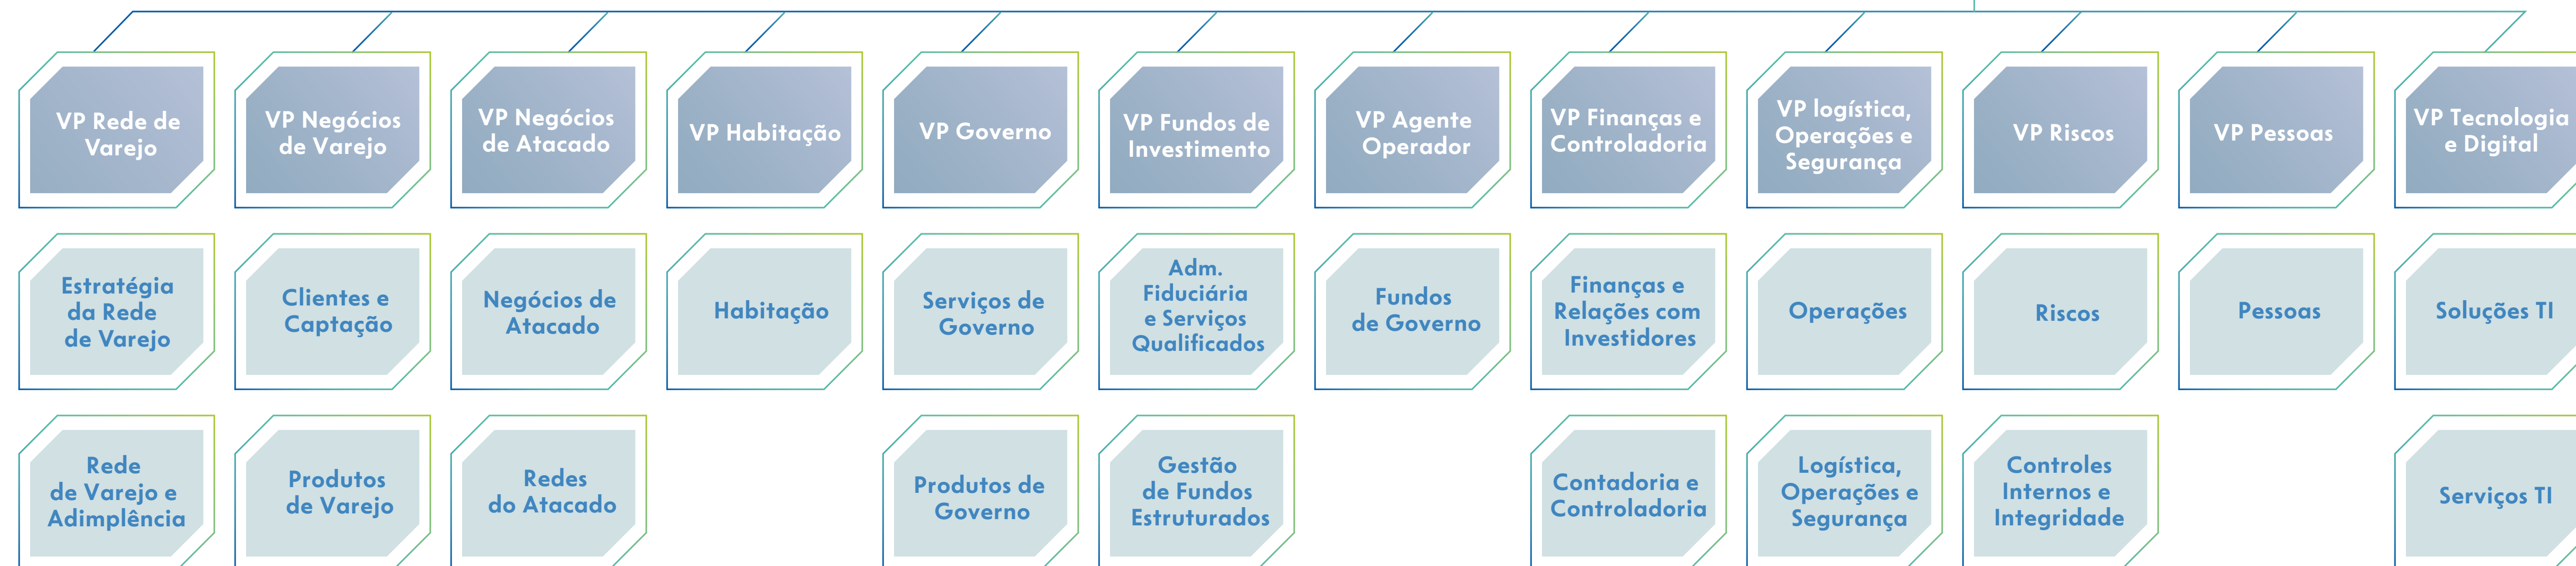 VP Rede de
Varejo
VP Negócios
de Varejo
VP Negócios
de Atacado
VP Habitação
VP Governo
VP Fundos de
Investimento
VP Agente
Operador
VP Finanças e
Controladoria
VP logística,
Operações e
Segurança
VP Riscos
VP Pessoas
VP Tecnologia
e Digital
Estratégia
da Rede
de Varejo
Clientes e
Captação
Negócios de
Atacado
Habitação
Serviços de
Governo
Adm.
Fiduciária
e Serviços
Qualificados
Fundos
de Governo
Finanças e
Relações com
Investidores
Operações
Riscos
Pessoas
Soluções TI
Rede
de Varejo e
Adimplência
Produtos
de Varejo
Redes
do Atacado
Produtos de
Governo
Gestão
de Fundos
Estruturados
Contadoria e
Controladoria
Logística,
Operações e
Segurança
Controles
Internos e
Integridade
Serviços TI